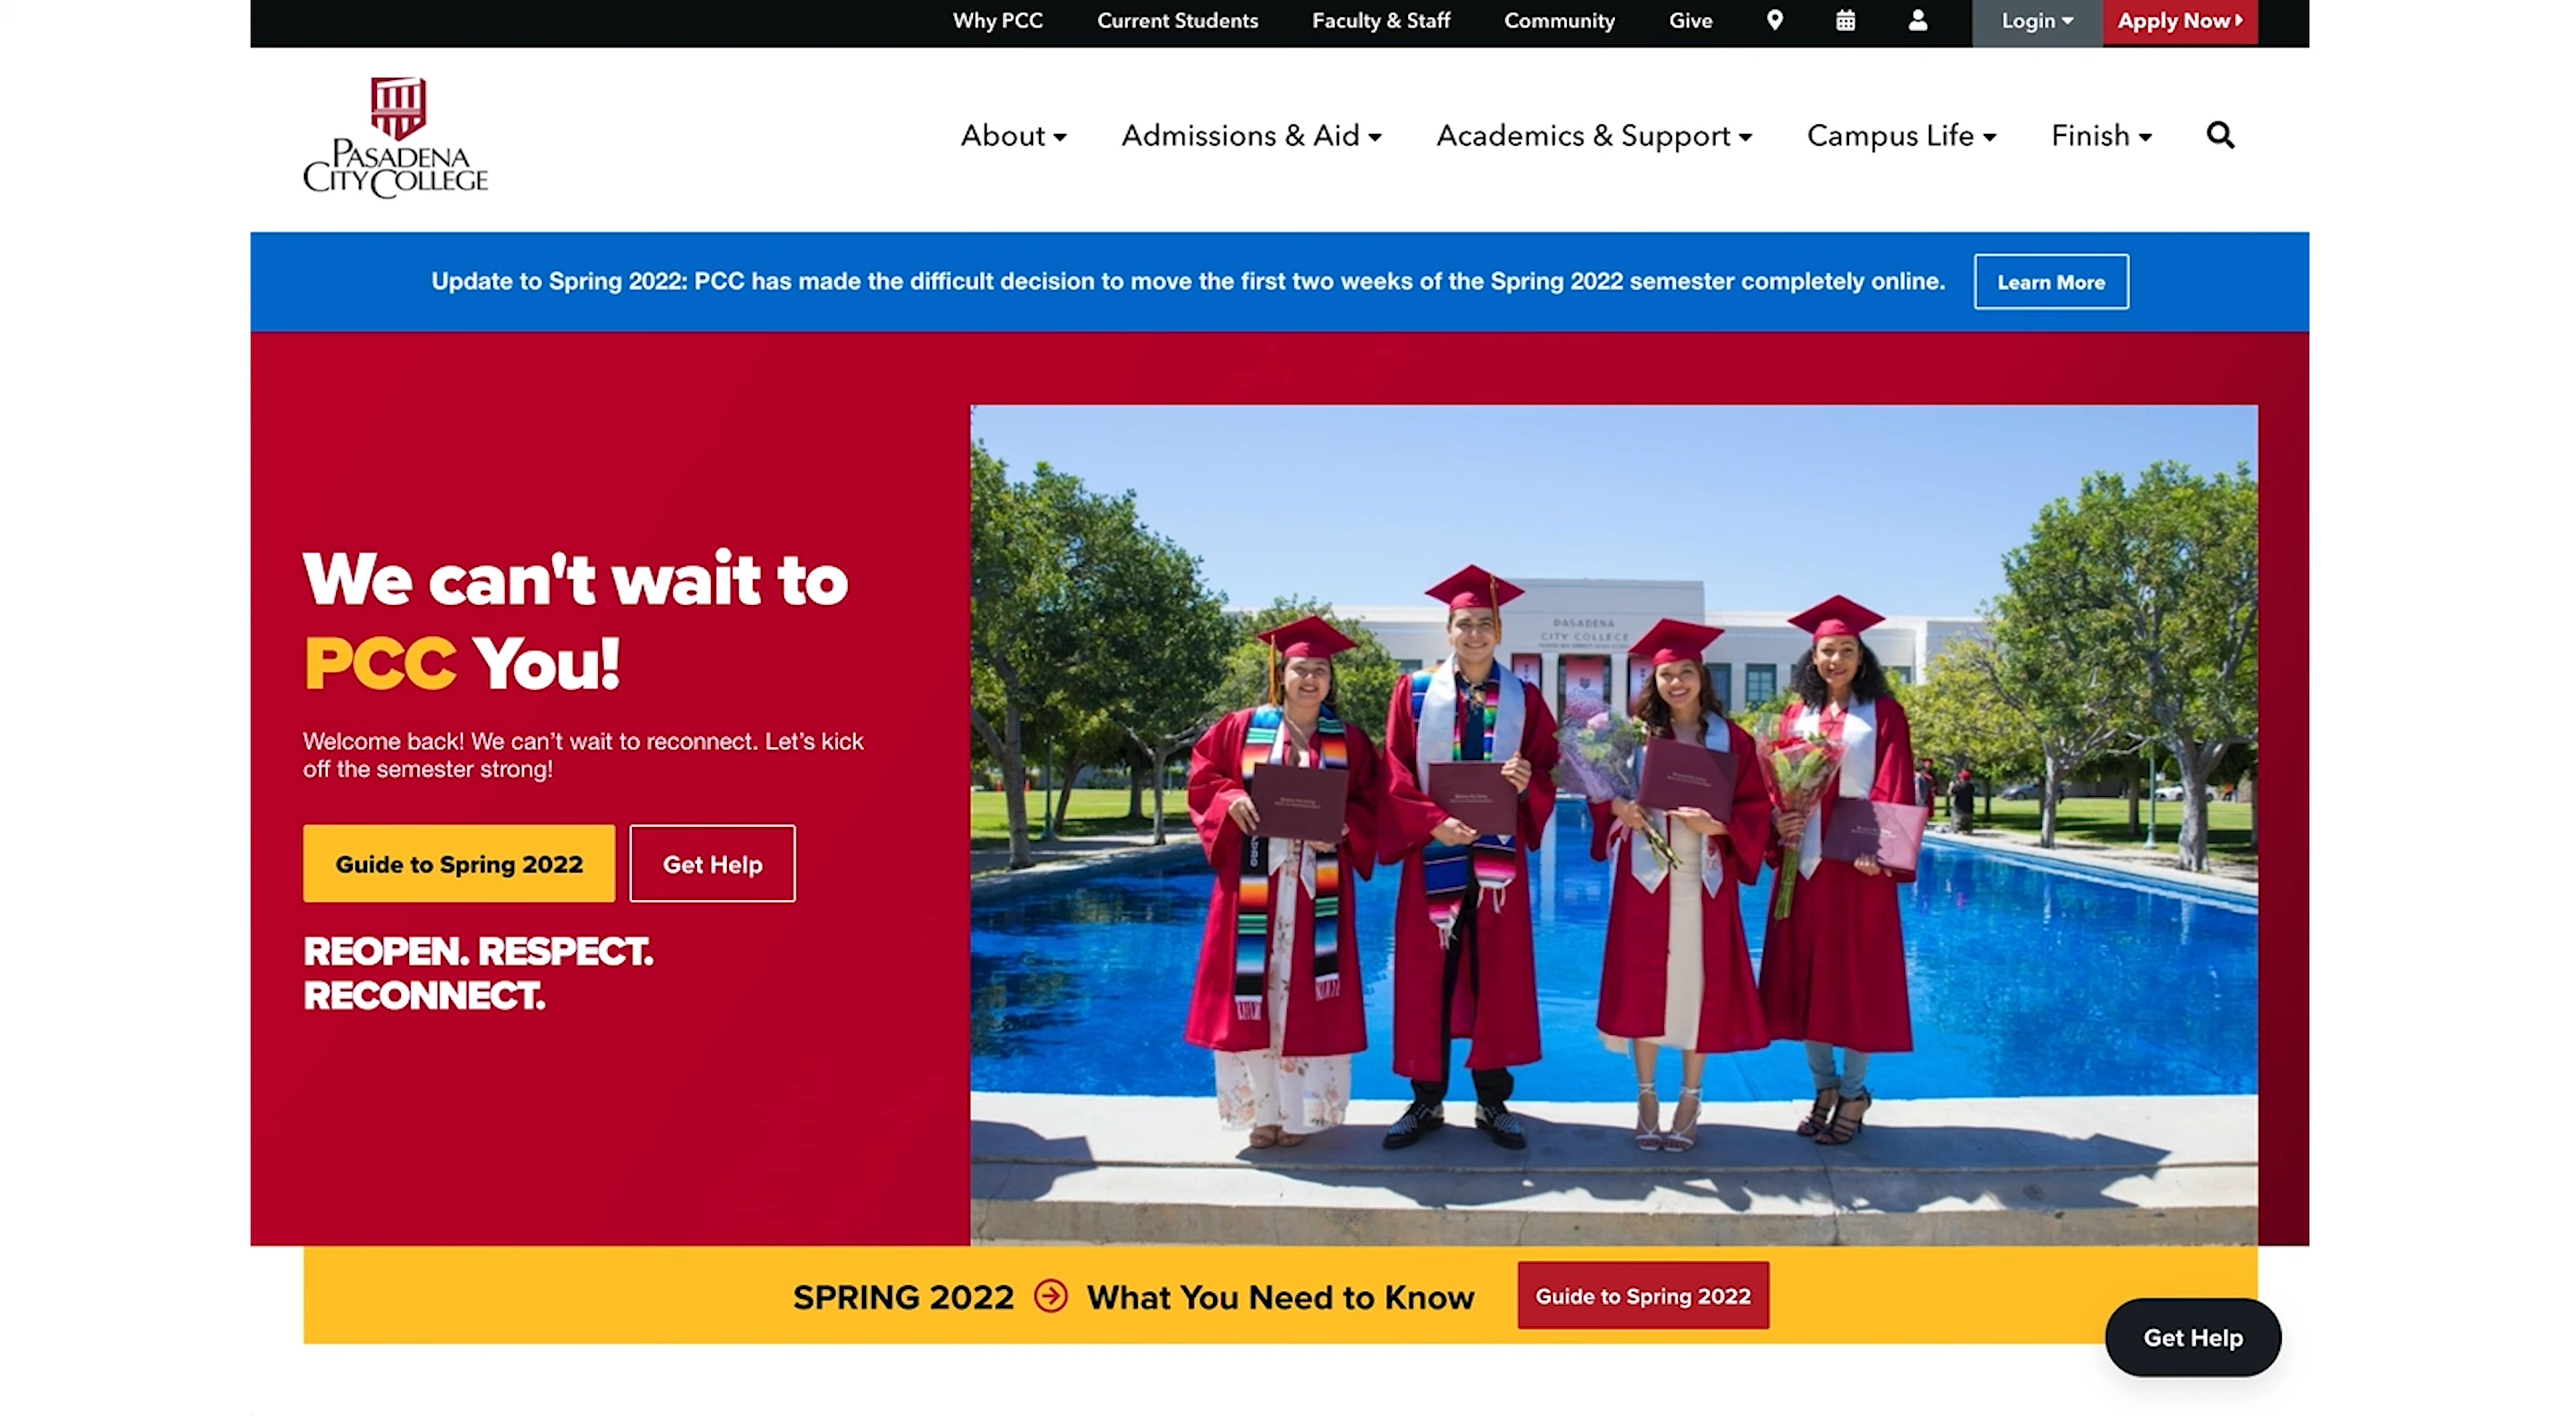 Why PCC
Current Students
Faculty & Staff
Community
Give
Login
Apply Now
PASADENA
CITY COLLEGE
About
Admissions & Aid
Academics & Support
Campus Life
Finish
Update to Spring 2022: PCC has made the difficult decision to move the first two weeks of the Spring 2022 semester completely online.
Learn More
We can't wait to
PCC You!
Welcome back! We can’t wait to reconnect. Let’s kick
off the semester strong!
Guide to Spring 2022
Get Help
REOPEN. RESPECT.
RECONNECT.
PASADENA
CITY COLLEGE
SPRING 2022
What You Need to Know
Guide to Spring 2022
Get Help